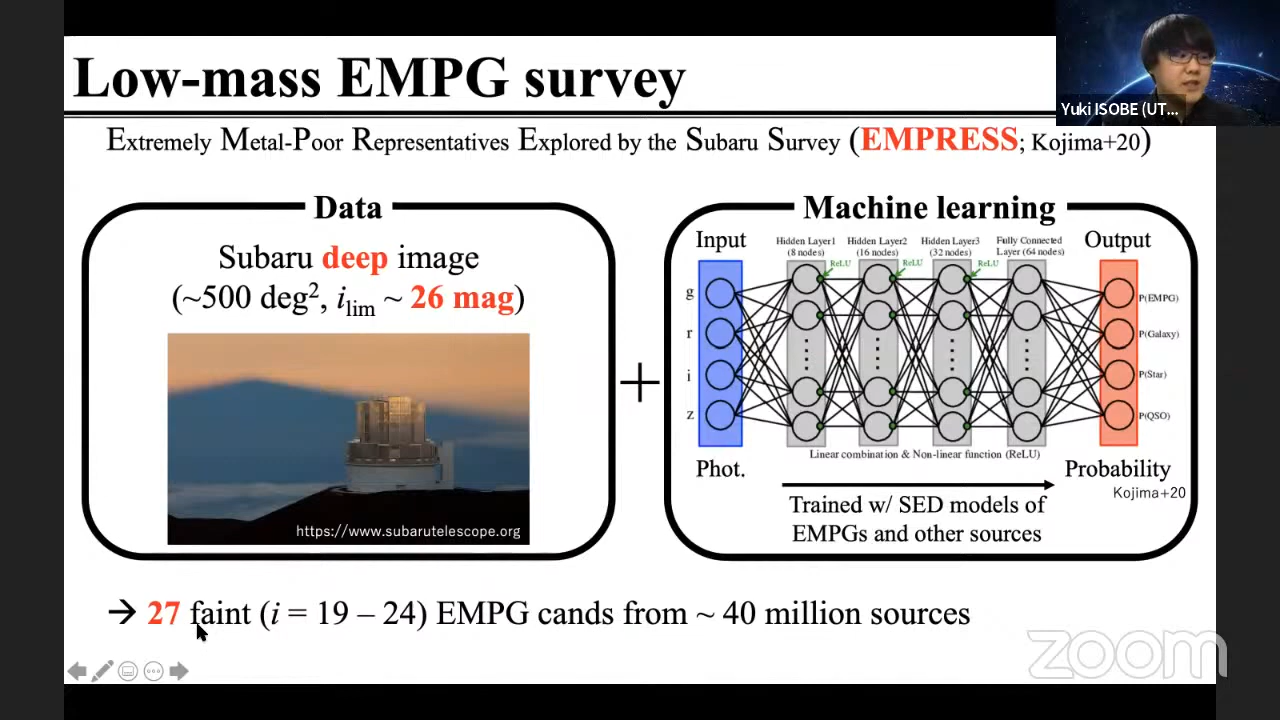 Low-mass EMPG survey
Yuki ISOBE (UT...
Extremely Metal-Poor Representatives Explored by the Subaru Survey (EMPRESS; Kojima+20)
Data
Subaru deep image
(~500 deg², i_lim ~ 26 mag)
https://www.subarutelescope.org
+
Machine learning
Input
Hidden Layer1
(8 nodes)
Hidden Layer2
(16 nodes)
Hidden Layer3
(32 nodes)
Fully Connected
Layer (64 nodes)
Output
ReLU
ReLU
ReLU
g
r
i
z
P(EMPG)
P(Galaxy)
P(Star)
P(QSO)
Linear combination & Non-linear function (ReLU)
Phot.
Probability
Kojima+20
Trained w/ SED models of
EMPGs and other sources
→ 27 faint (i = 19 – 24) EMPG cands from ~ 40 million sources
zoom